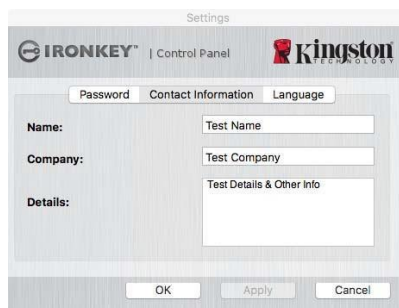 Settings
IRONKEY™ | Control Panel Kingston
TECHNOLOGY
Password Contact Information Language
Name: Test Name
Company: Test Company
Details: Test Details & Other Info
OK Apply Cancel